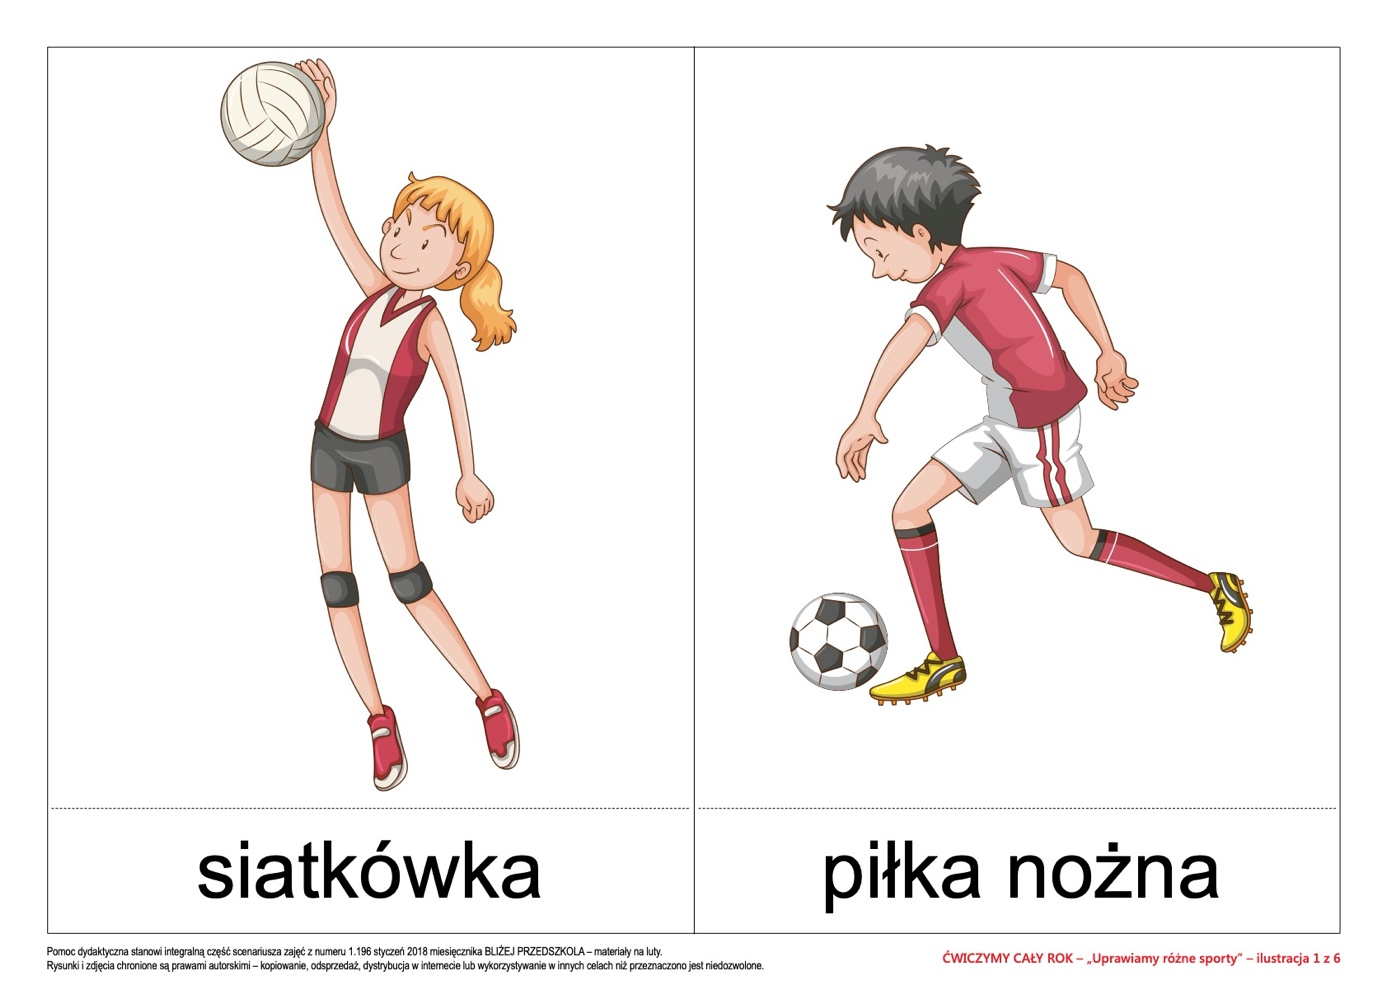 siatkówka
piłka nożna
Pomoc dydaktyczna stanowi integralną część scenariusza zajęć z numeru 1.196 styczeń 2018 miesięcznika BLIŻEJ PRZEDSZKOLA – materiały na luty.
Rysunki i zdjęcia chronione są prawami autorskimi – kopiowanie, odsprzedaż, dystrybucja w internecie lub wykorzystywanie w innych celach niż przeznaczono jest niedozwolone.
ĆWICZYMY CAŁY ROK – „Uprawiamy różne sporty” – ilustracja 1 z 6